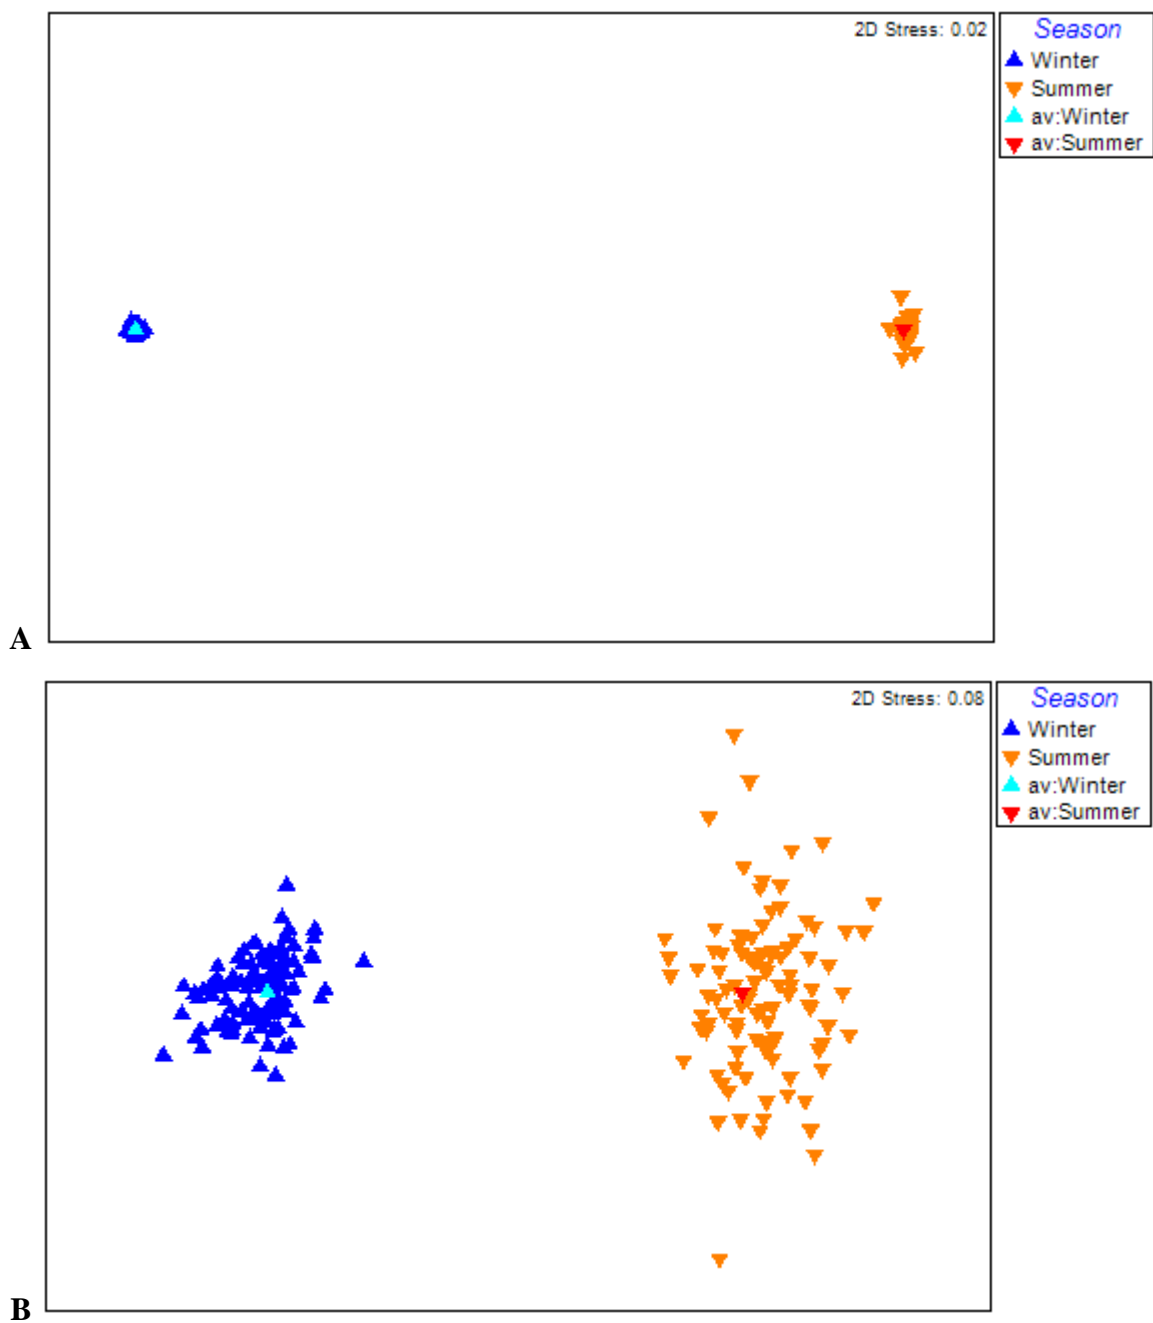 2D Stress: 0.02
Season
Winter
Summer
av:Winter
av:Summer
A
2D Stress: 0.08
Season
Winter
Summer
av:Winter
av:Summer
B